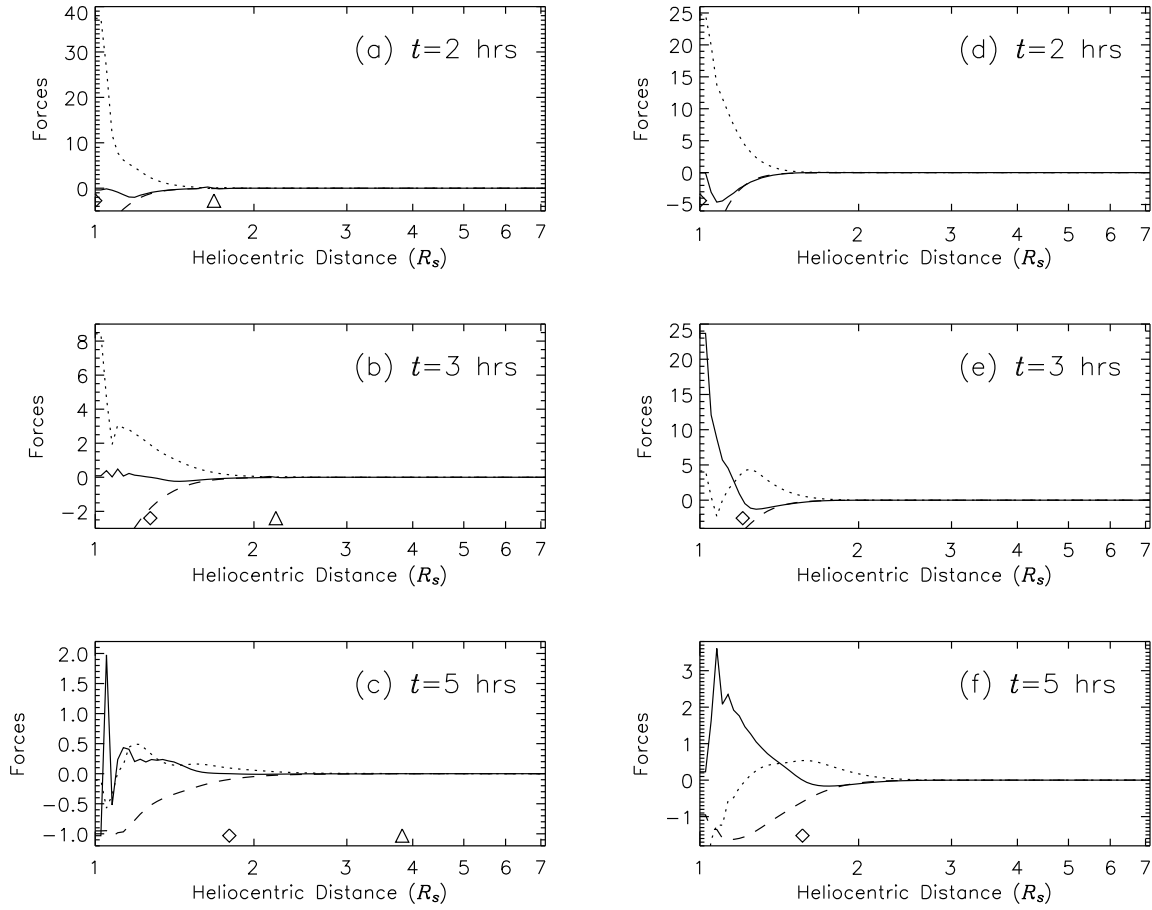 (a) t=2 hrs
Forces
40
30
20
10
0
1 2 3 4 5 6 7
Heliocentric Distance (Rs)
(d) t=2 hrs
Forces
25
20
15
10
5
0
−5
1 2 3 4 5 6 7
Heliocentric Distance (Rs)
(b) t=3 hrs
Forces
8
6
4
2
0
−2
1 2 3 4 5 6 7
Heliocentric Distance (Rs)
(e) t=3 hrs
Forces
25
20
15
10
5
0
1 2 3 4 5 6 7
Heliocentric Distance (Rs)
(c) t=5 hrs
Forces
2.0
1.5
1.0
0.5
0.0
−0.5
−1.0
1 2 3 4 5 6 7
Heliocentric Distance (Rs)
(f) t=5 hrs
Forces
3
2
1
0
−1
1 2 3 4 5 6 7
Heliocentric Distance (Rs)